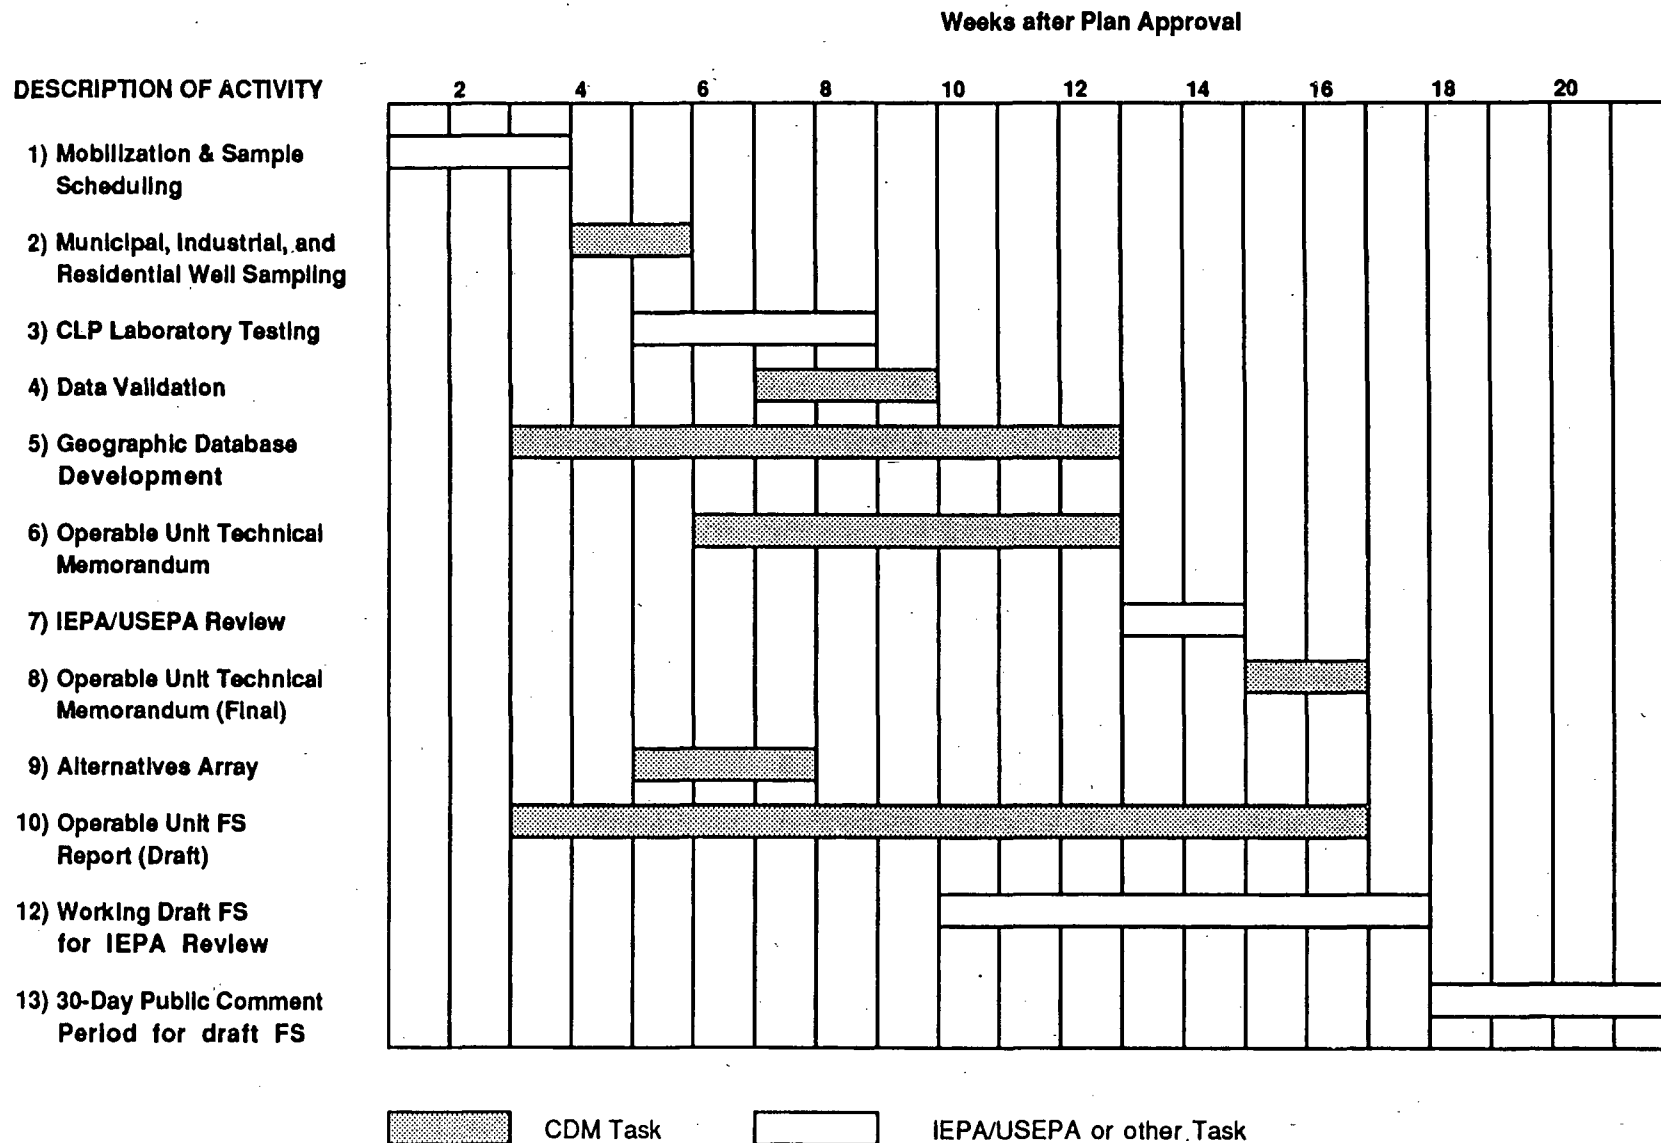 Weeks after Plan Approval
DESCRIPTION OF ACTIVITY 2 4 6 8 10 12 14 16 18 20
1) Mobilization & Sample
Scheduling
2) Municipal, Industrial, and
Residential Well Sampling
3) CLP Laboratory Testing
4) Data Validation
5) Geographic Database
Development
6) Operable Unit Technical
Memorandum
7) IEPA/USEPA Review
8) Operable Unit Technical
Memorandum (Final)
9) Alternatives Array
10) Operable Unit FS
Report (Draft)
12) Working Draft FS
for IEPA Review
13) 30-Day Public Comment
Period for draft FS
CDM Task IEPA/USEPA or other Task